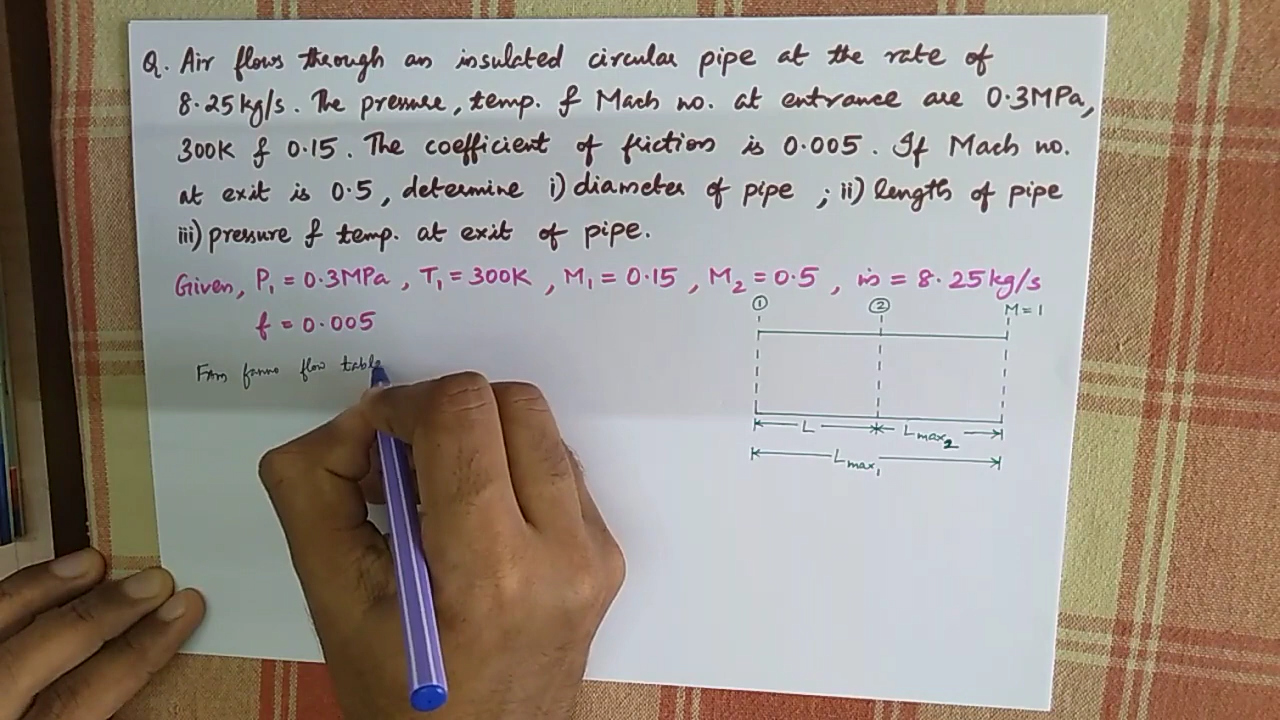 Q. Air flows through an insulated circular pipe at the rate of
8.25 kg/s. The pressure, temp. & Mach no. at entrance are 0.3MPa,
300K & 0.15. The coefficient of friction is 0.005. If Mach no.
at exit is 0.5, determine i) diameter of pipe ; ii) length of pipe
iii) pressure & temp. at exit of pipe.
Given, P₁ = 0.3MPa, T₁ = 300K, M₁ = 0.15, M₂ = 0.5, ṁ = 8.25 kg/s
f = 0.005
① ② M=1
From fanno flow table
L Lmax₂
Lmax₁